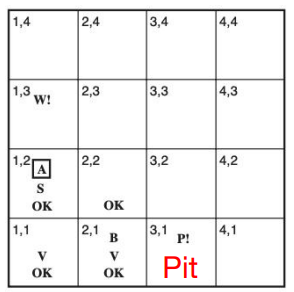 1,4 2,4 3,4 4,4
1,3 W! 2,3 3,3 4,3
1,2 A 2,2 3,2 4,2
S
OK OK
1,1 2,1 B 3,1 P! 4,1
V V Pit
OK OK